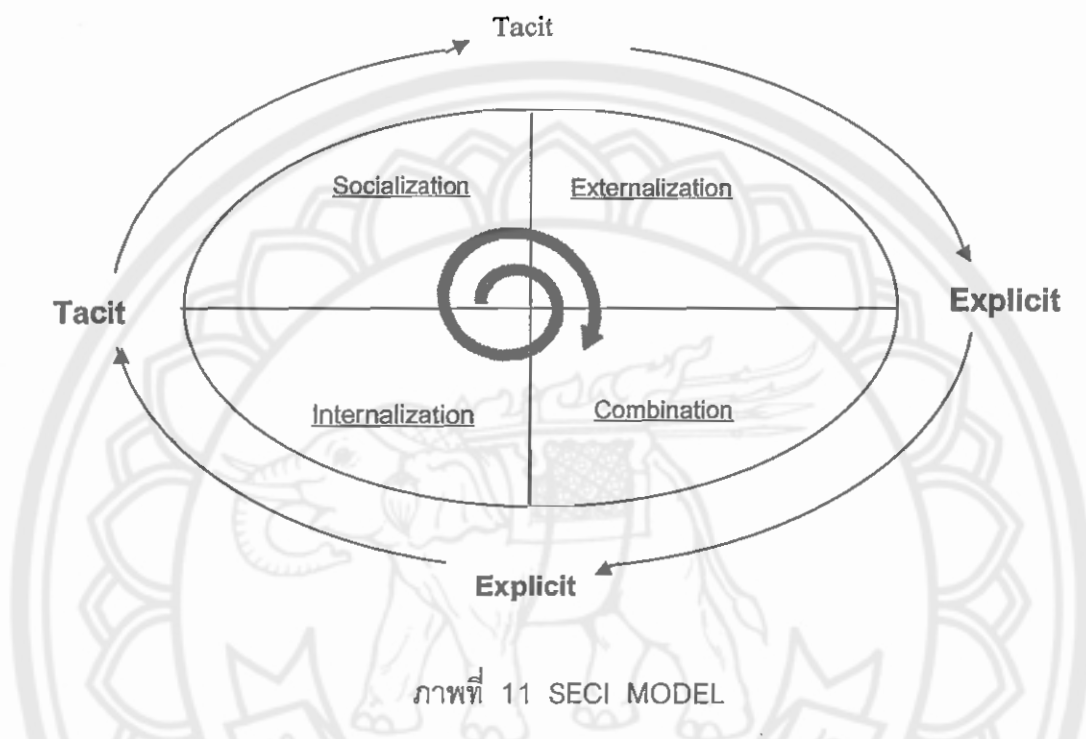 Tacit
Socialization Externalization
Tacit Explicit
Internalization Combination
Explicit
ภาพที่ 11 SECI MODEL